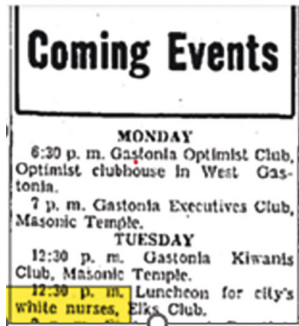 Coming Events
MONDAY
6:30 p. m. Gastonia Optimist Club,
Optimist clubhouse in West Gas-
tonia.
7 p. m. Gastonia Executives Club,
Masonic Temple.
TUESDAY
12:30 p. m. Gastonia Kiwanis
Club, Masonic Temple.
12:30 p. m. Luncheon for city's
white nurses, Elks Club.